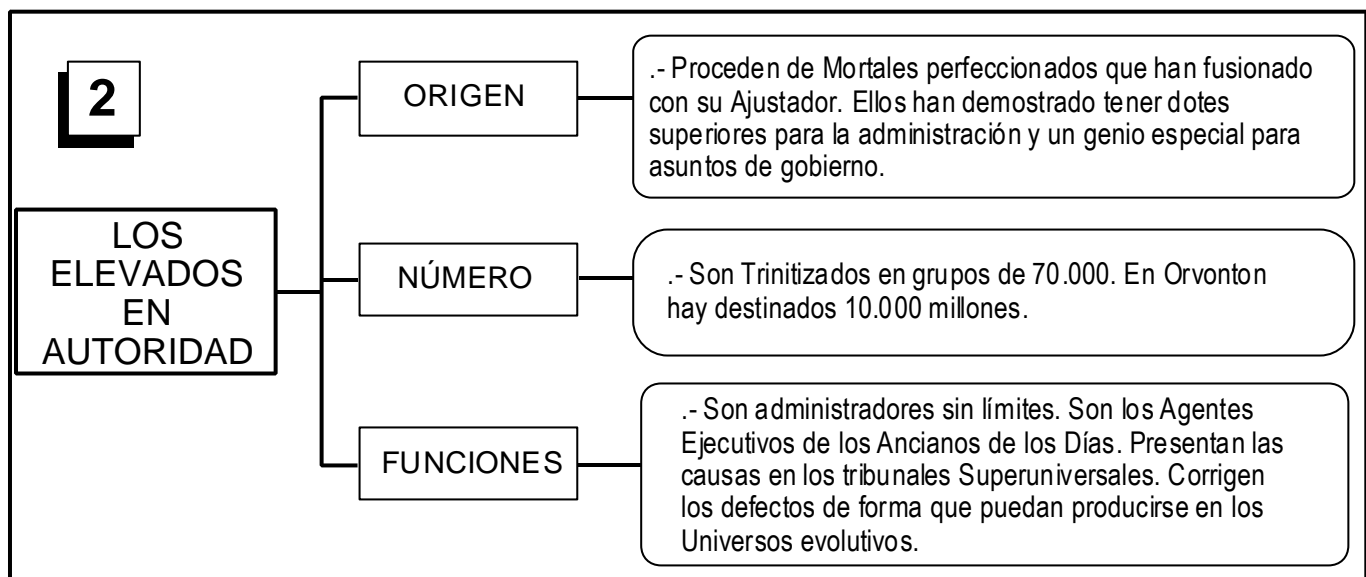 2
LOS
ELEVADOS
EN
AUTORIDAD
ORIGEN
.- Proceden de Mortales perfeccionados que han fusionado
con su Ajustador. Ellos han demostrado tener dotes
superiores para la administración y un genio especial para
asuntos de gobierno.
NÚMERO
.- Son Trinitizados en grupos de 70.000. En Orvonton
hay destinados 10.000 millones.
FUNCIONES
.- Son administradores sin límites. Son los Agentes
Ejecutivos de los Ancianos de los Días. Presentan las
causas en los tribunales Superuniversales. Corrigen
los defectos de forma que puedan producirse en los
Universos evolutivos.